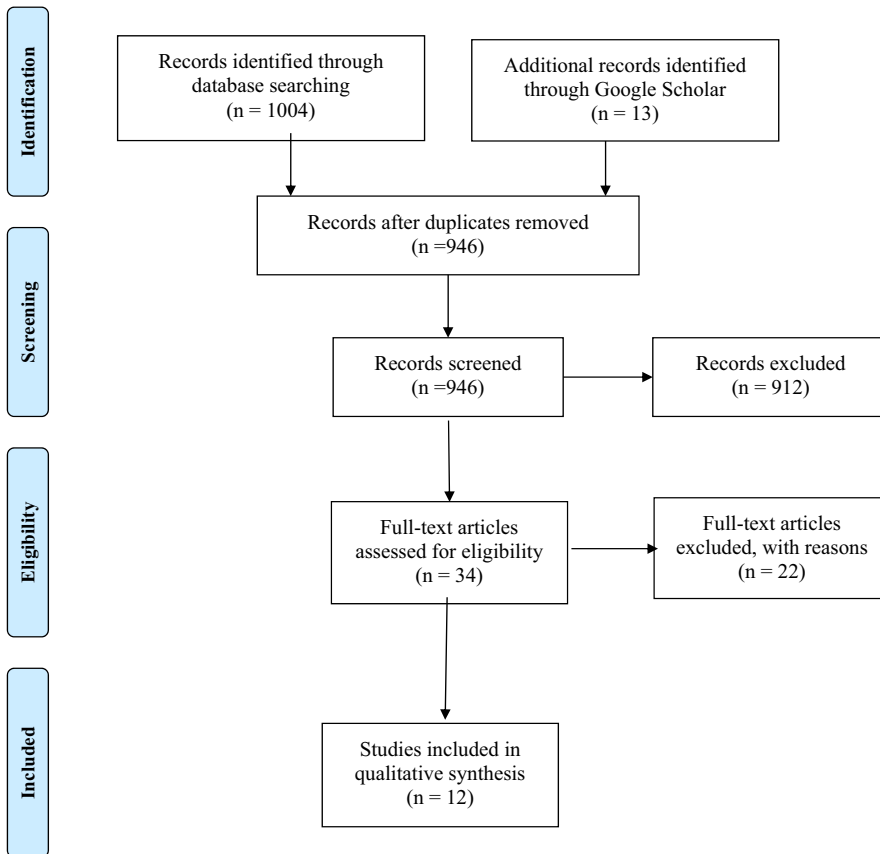 Identification
Records identified through
database searching
(n = 1004)
Additional records identified
through Google Scholar
(n = 13)
Records after duplicates removed
(n =946)
Screening
Records screened
(n =946)
Records excluded
(n = 912)
Eligibility
Full-text articles
assessed for eligibility
(n = 34)
Full-text articles
excluded, with reasons
(n = 22)
Included
Studies included in
qualitative synthesis
(n = 12)